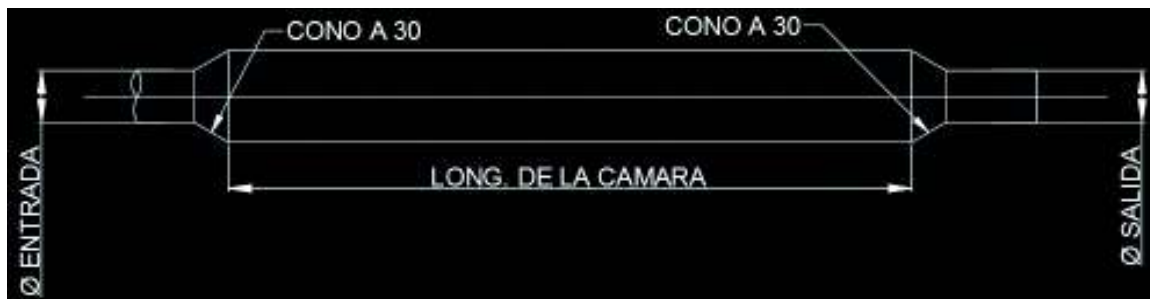 CONO A 30
CONO A 30
LONG. DE LA CAMARA
Ø ENTRADA
Ø SALIDA